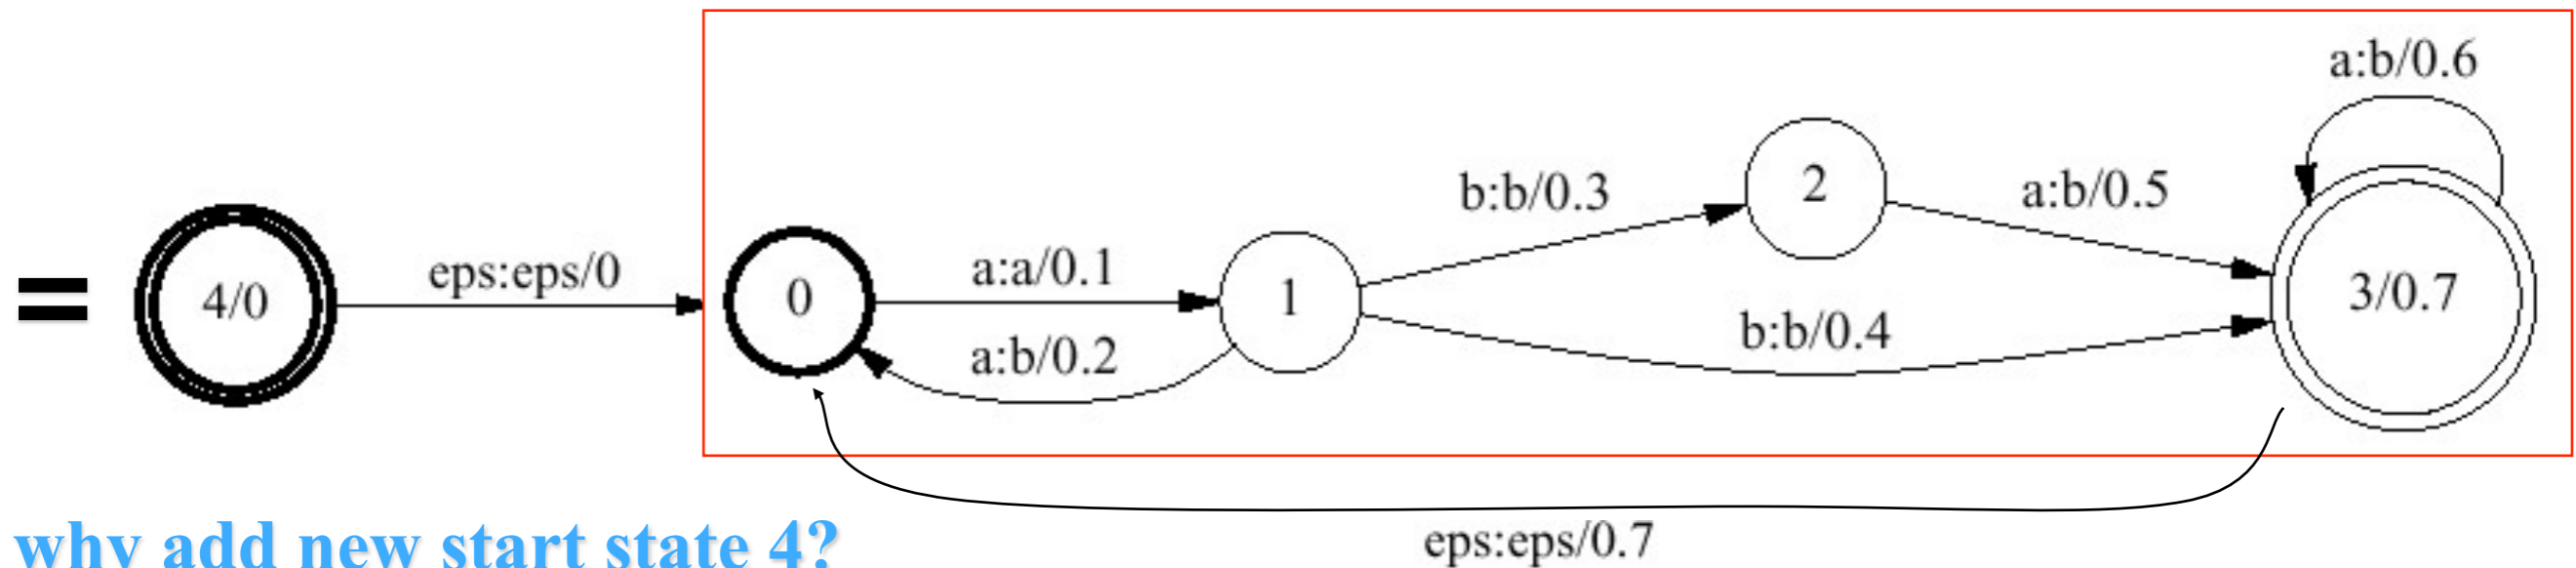 a:b/0.6
b:b/0.3
2
a:b/0.5
=
4/0
eps:eps/0
0
a:a/0.1
1
3/0.7
b:b/0.4
a:b/0.2
why add new start state 4?
eps:eps/0.7